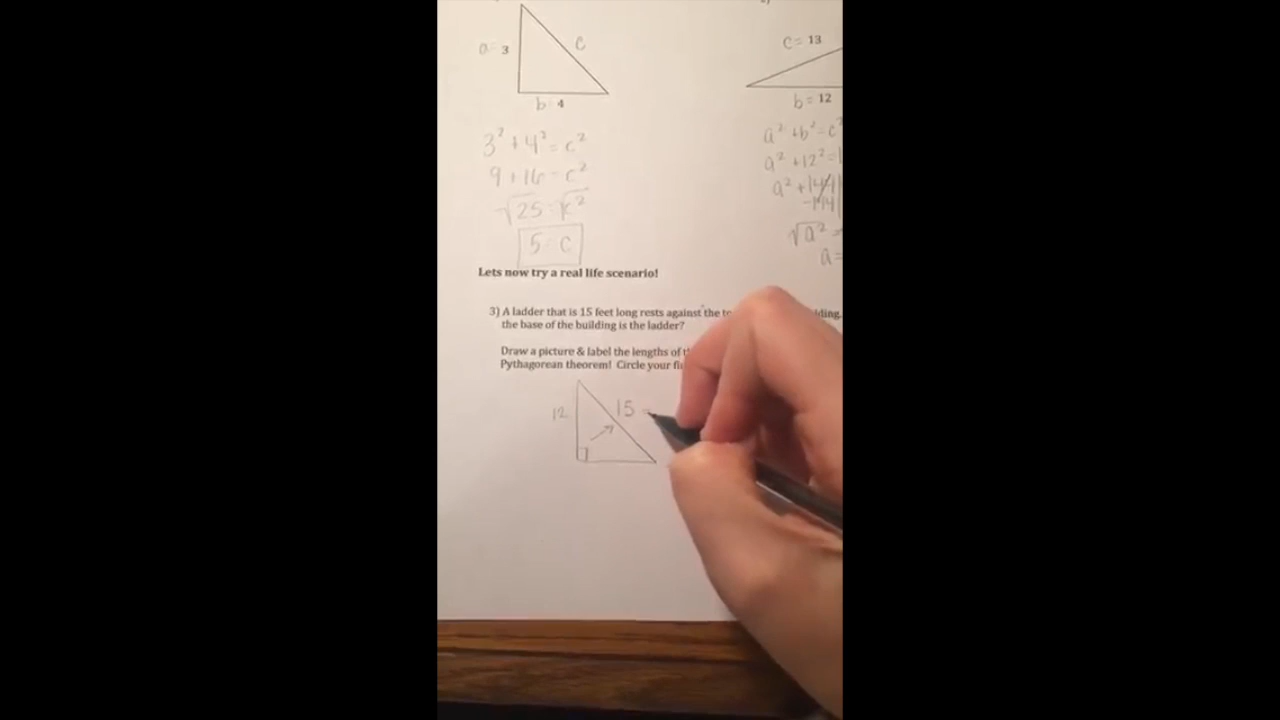 a = 3
c
b = 4
3² + 4² = c²
9 + 16 = c²
√25 = √c²
5 = c
c = 13
b = 12
a² + b² = c²
a² + 12² =
a² + 144
-144
√a² =
a =
Lets now try a real life scenario!
3) A ladder that is 15 feet long rests against the
the base of the building is the ladder?
Draw a picture & label the lengths of
Pythagorean theorem! Circle your
12
15 =